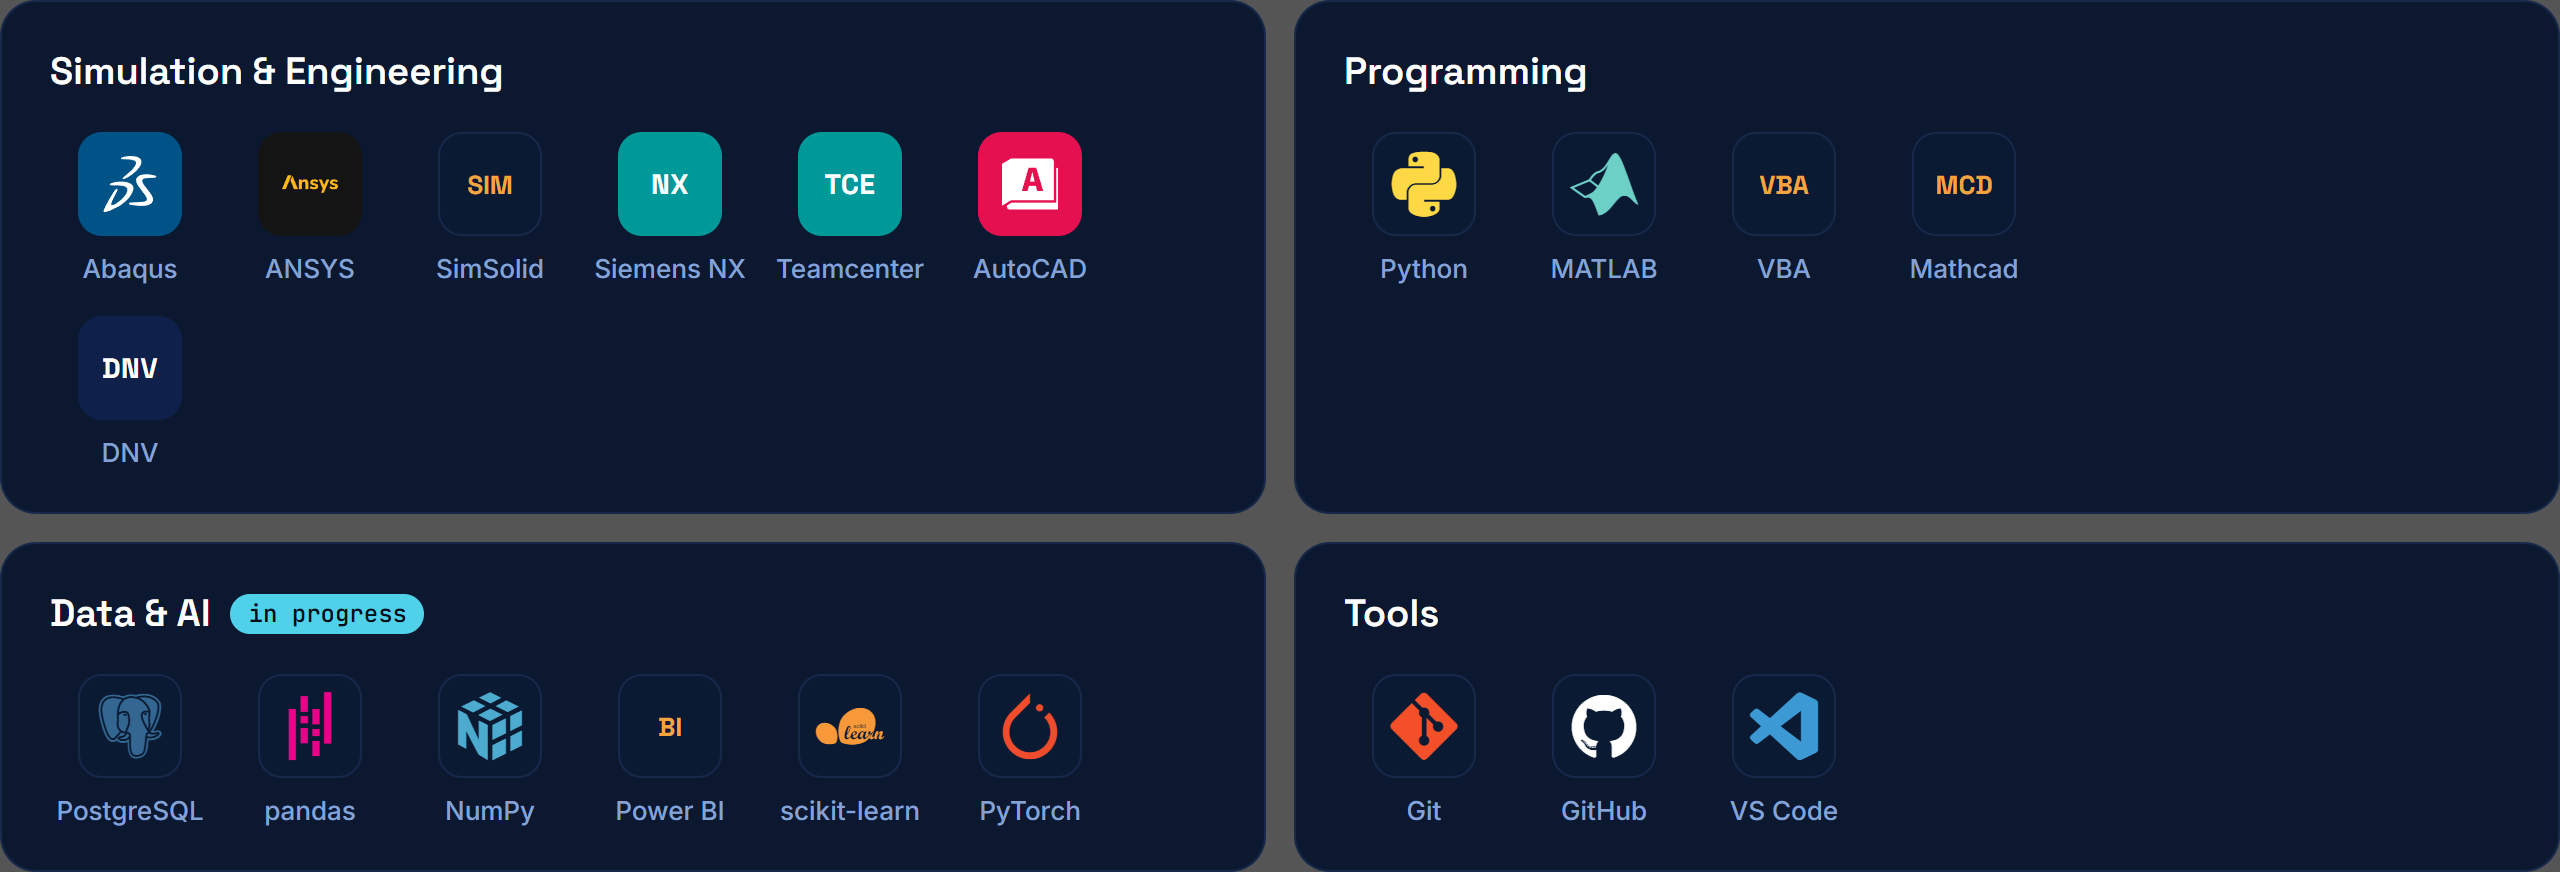 Simulation & Engineering
Ansys
SIM
NX
TCE
A
Abaqus
ANSYS
SimSolid
Siemens NX
Teamcenter
AutoCAD
DNV
DNV
Programming
VBA
MCD
Python
MATLAB
VBA
Mathcad
Data & AI
in progress
BI
scikit
learn
PostgreSQL
pandas
NumPy
Power BI
scikit-learn
PyTorch
Tools
Git
GitHub
VS Code